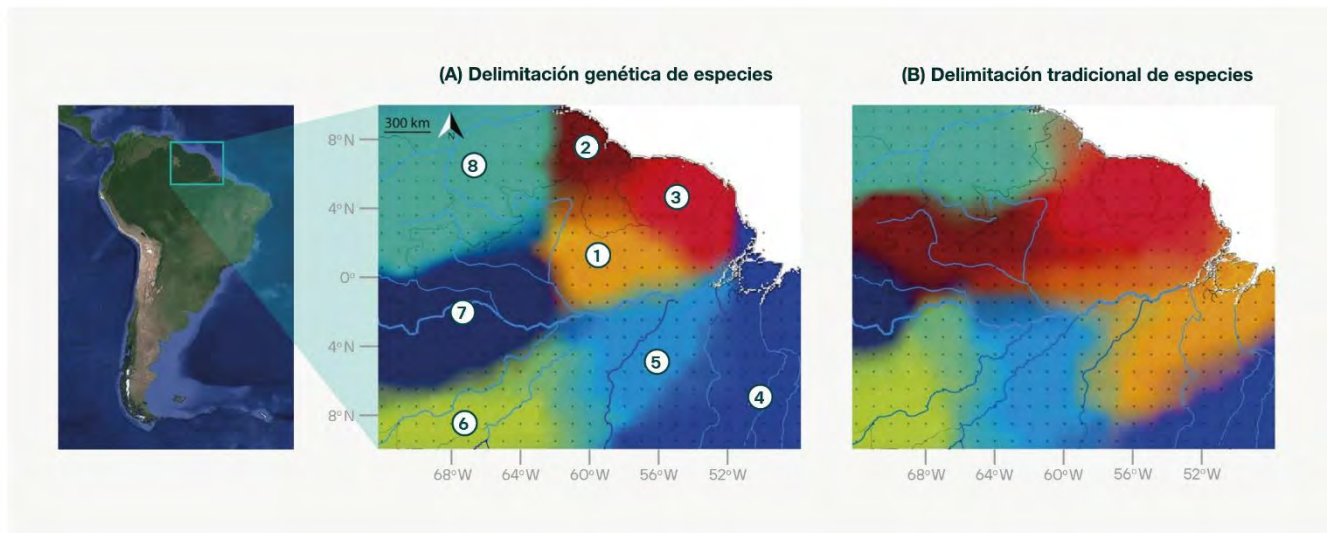 (A) Delimitación genética de especies
(B) Delimitación tradicional de especies
300 km
N
8°N
4°N
0°
4°N
8°N
1
2
3
4
5
6
7
8
68°W
64°W
60°W
56°W
52°W
68°W
64°W
60°W
56°W
52°W